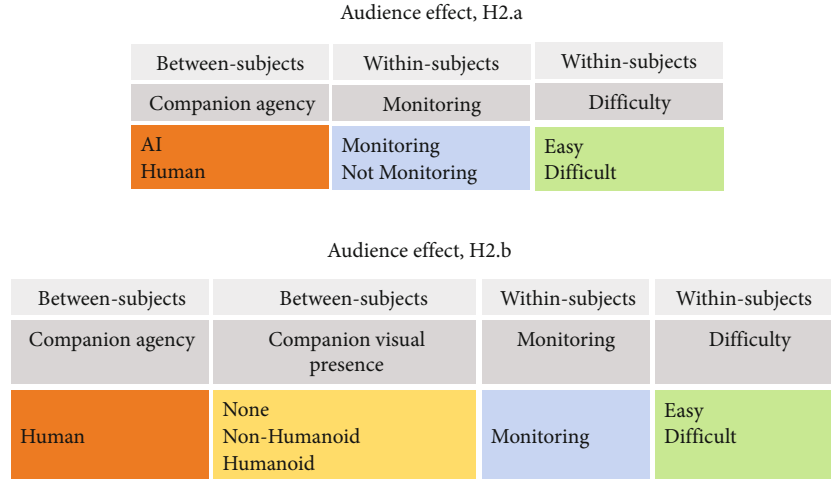 Audience effect, H2.a
Between-subjects Within-subjects Within-subjects
Companion agency Monitoring Difficulty
AI Monitoring Easy
Human Not Monitoring Difficult
Audience effect, H2.b
Between-subjects Between-subjects Within-subjects Within-subjects
Companion agency Companion visual Monitoring Difficulty
presence
None Easy
Human Non-Humanoid Monitoring Difficult
Humanoid